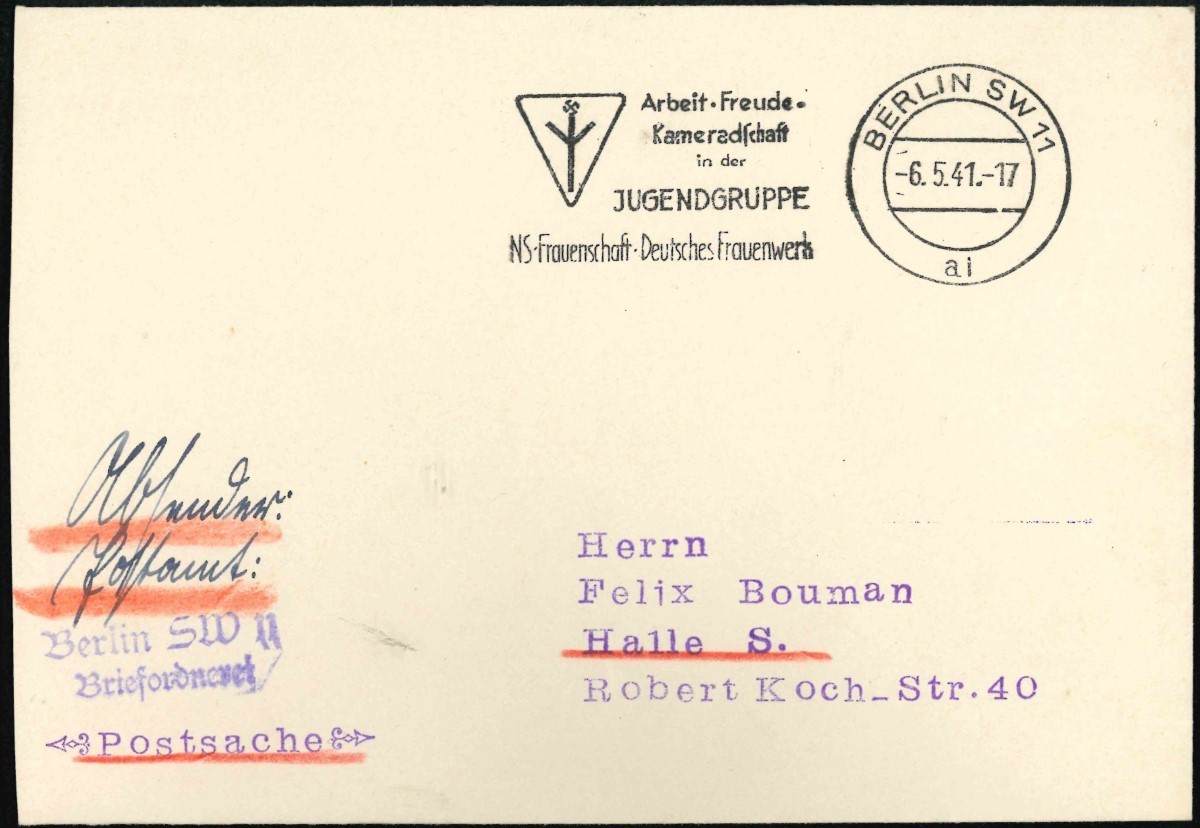 Arbeit·Freude·
Kameradſchaft
in der
JUGENDGRUPPE
NS·Frauenschaft·Deutsches Frauenwerk
BERLIN SW 11
-6.5.41.-17
ai
Absender:
Postamt:
Berlin SW 11
Briefordnerei
Postsache
Herrn
Felix Bouman
Halle S.
Robert Koch-Str. 40